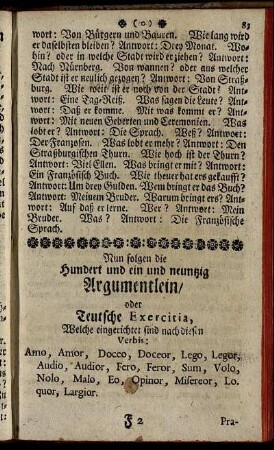 (o) 83
wort: Von Bürgern und Bauren. Wie lang wird
er daselbsten bleiben? Antwort: Drey Monat. Wo-
hin? oder in welche Stadt wird er ziehen? Antwort:
Nach Nürnberg. Von wannen? oder aus welcher
Stadt ist er neulich gezogen? Antwort: Von Straß-
burg. Wie weit ist er noch von der Stadt? Ant-
wort: Eine Tag-Reiß. Was sagen die Leute? Ant-
wort: Daß er komme. Mit was kommt er? Ant-
wort: Mit neuen Gebärten und Ceremonien. Was
lobt er? Antwort: Die Sprach. Weß? Antwort:
Der Franzosen. Was lobt er mehr? Antwort: Den
Straßburgischen Thurn. Wie hoch ist der Thurn?
Antwort: Viel Ellen. Was bringt er mit? Antwort:
Ein Französisch Buch. Wie theuer hat ers gekaufft?
Antwort: Um drey Gulden. Wem bringt er das Buch?
Antwort: Meinem Bruder. Warum bringt ers? Ant-
wort: Auf daß er lerne. Wer? Antwort: Mein
Bruder. Was? Antwort: Die Französische
Sprach.
Nun folgen die
Hundert und ein und neuntzig
Argumentlein/
oder
Teutsche Exercitia,
Welche eingerichtet sind nach diesen
Verbis:
Amo, Amor, Docco, Doceor, Lego, Legor,
Audio, Audior, Fero, Feror, Sum, Volo,
Nolo, Malo, Eo, Opinor, Misereor, Lo-
quor, Largior.
F 2 Pra-